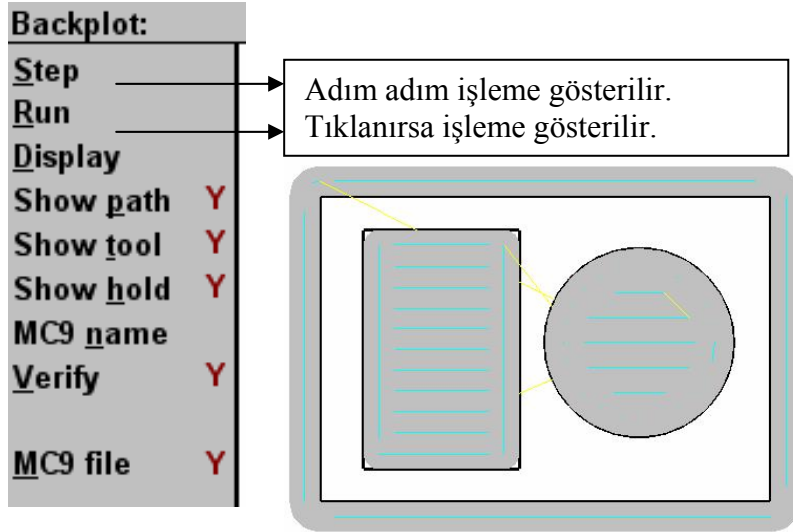 Backplot:
Step
Run
Display
Show path Y
Show tool Y
Show hold Y
MC9 name
Verify Y
MC9 file Y
Adım adım işleme gösterilir.
Tıklanırsa işleme gösterilir.